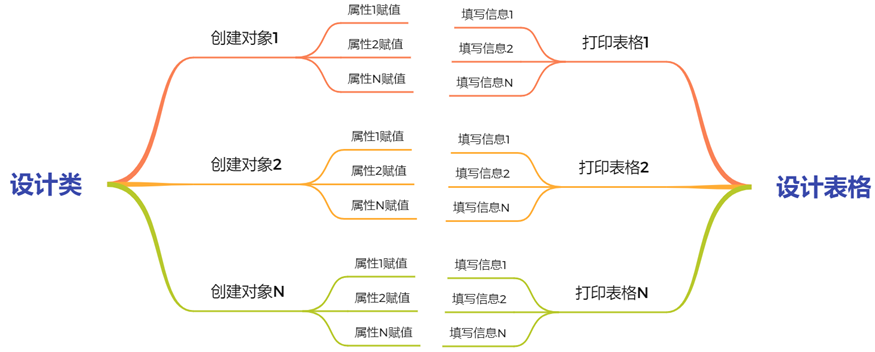 设计类
创建对象1
属性1赋值
属性2赋值
属性N赋值
创建对象2
属性1赋值
属性2赋值
属性N赋值
创建对象N
属性1赋值
属性2赋值
属性N赋值
填写信息1
填写信息2
填写信息N
打印表格1
填写信息1
填写信息2
填写信息N
打印表格2
填写信息1
填写信息2
填写信息N
打印表格N
设计表格